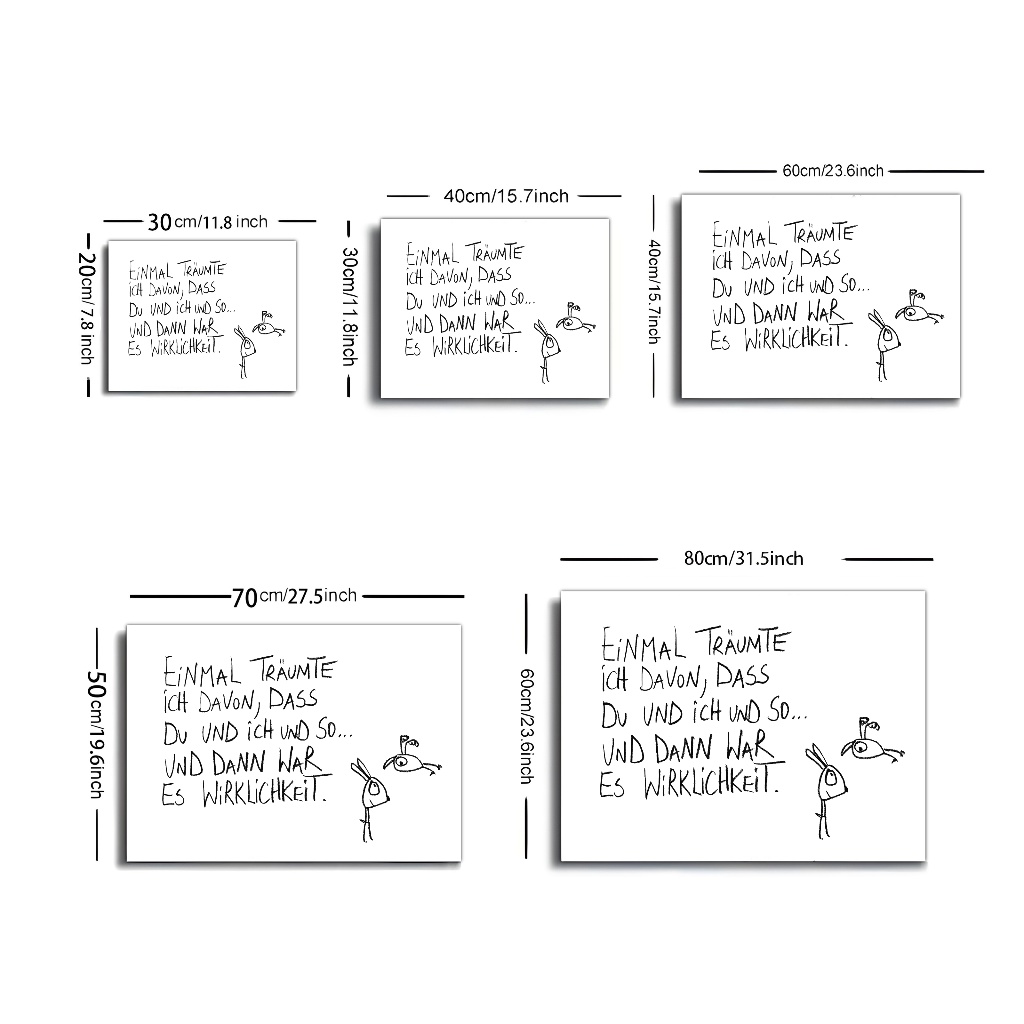 30cm/11.8 inch
20cm/7.8inch
EiNMAL TRÄUMTE
iCH DAVON, DASS
DU UND iCH UND SO...
UND DANN WAR
ES WiRKLiCHKEiT.
40cm/15.7inch
30cm/11.8inch
EiNMAL TRÄUMTE
iCH DAVON, DASS
DU UND iCH UND SO...
UND DANN WAR
ES WiRKLiCHKEiT.
60cm/23.6inch
40cm/15.7inch
EiNMAL TRÄUMTE
iCH DAVON, DASS
DU UND iCH UND SO...
UND DANN WAR
ES WiRKLiCHKEiT.
70cm/27.5inch
50cm/19.6inch
EiNMAL TRÄUMTE
iCH DAVON, DASS
DU UND iCH UND SO...
UND DANN WAR
ES WiRKLiCHKEiT.
80cm/31.5inch
60cm/23.6inch
EiNMAL TRÄUMTE
iCH DAVON, DASS
DU UND iCH UND SO...
UND DANN WAR
ES WiRKLiCHKEiT.